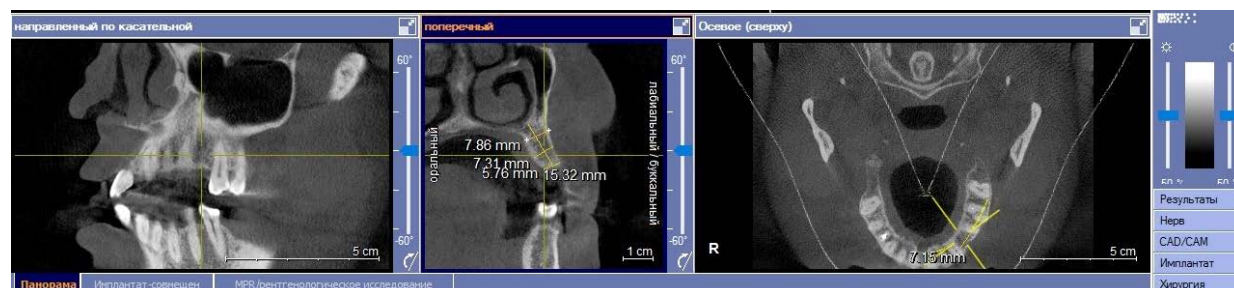 направленный по касательной
60°
-60°
5 cm
поперечный
60°
-60°
оральный
лабиальный / буккальный
7.86 mm
7.31 mm
5.76 mm
15.32 mm
1 cm
Осевое (сверху)
R
7.15 mm
5 cm
Результаты
Нерв
CAD/CAM
Имплантат
Хирургия
Панорама
Имплантат-совмещен
МРR/рентгенологическое исследование